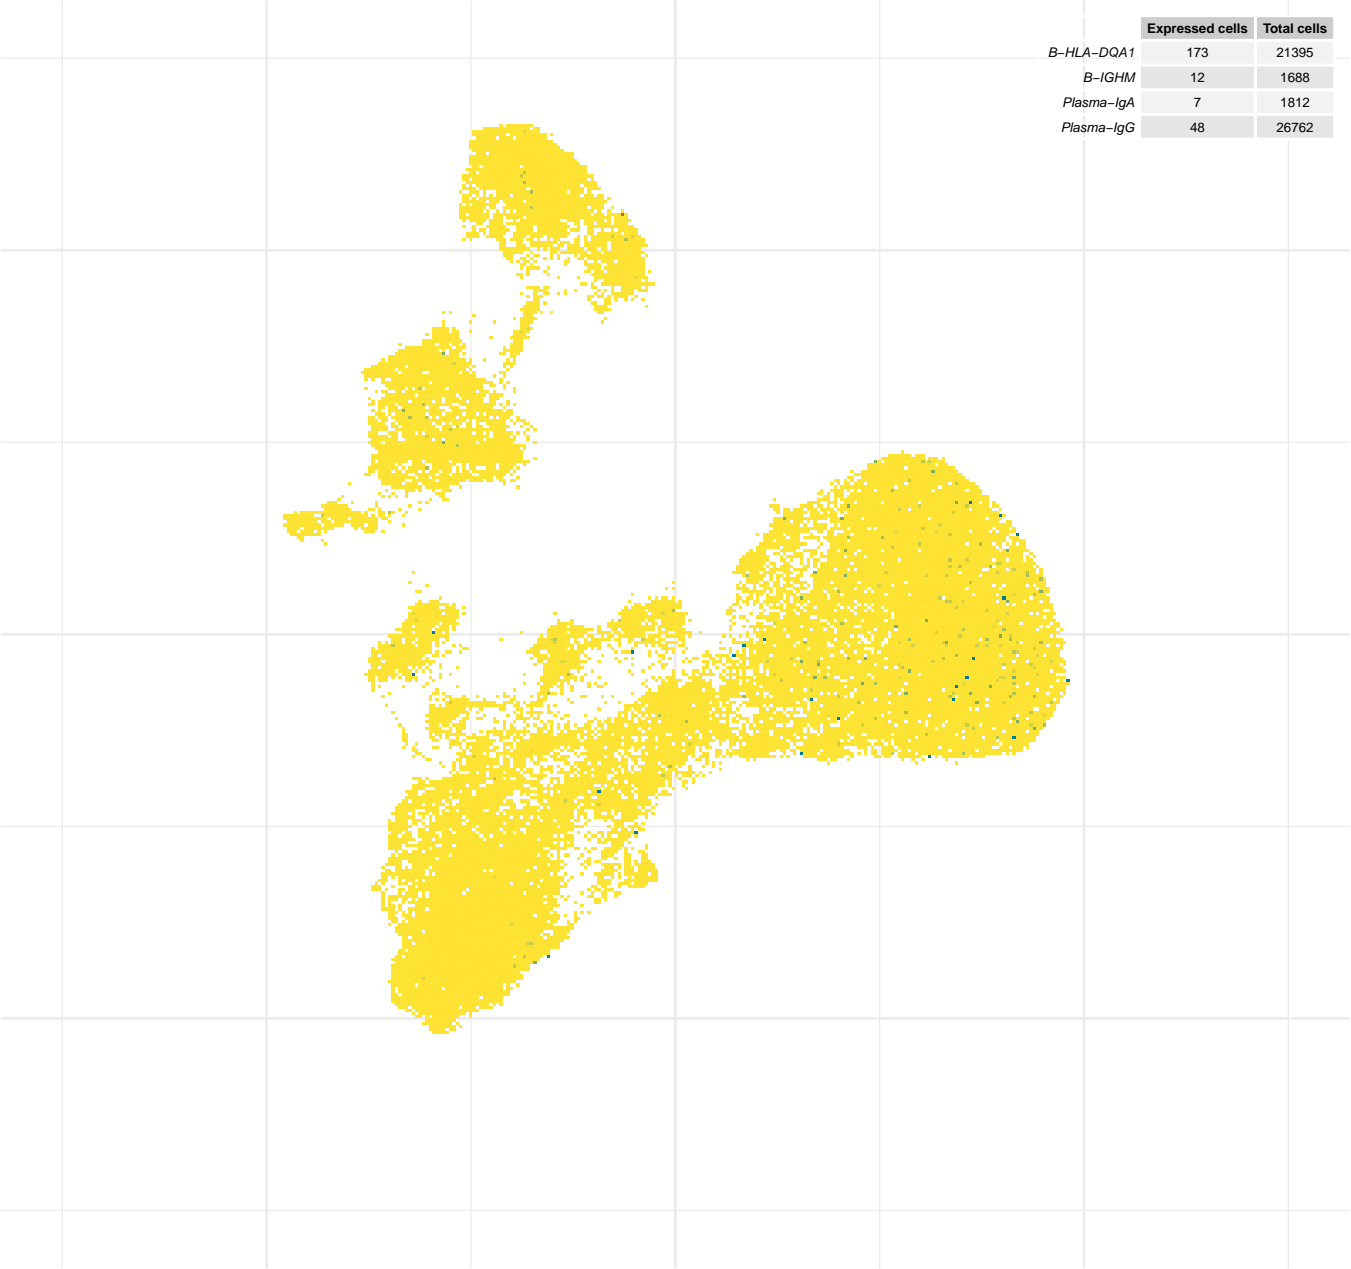 Expressed cells Total cells
B−HLA−DQA1 173 21395
B−IGHM 12 1688
Plasma−IgA 7 1812
Plasma−IgG 48 26762